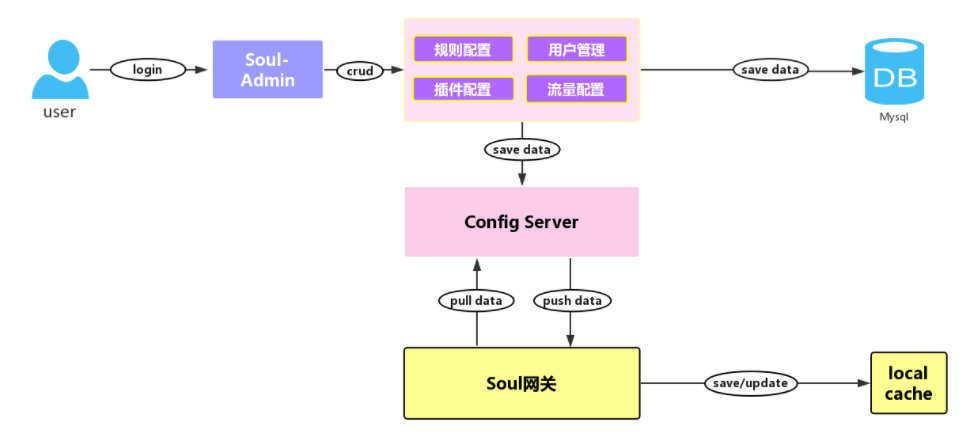 user
login
Soul-
Admin
crud
规则配置
用户管理
插件配置
流量配置
save data
DB
Mysql
save data
Config Server
pull data
push data
Soul网关
save/update
local
cache